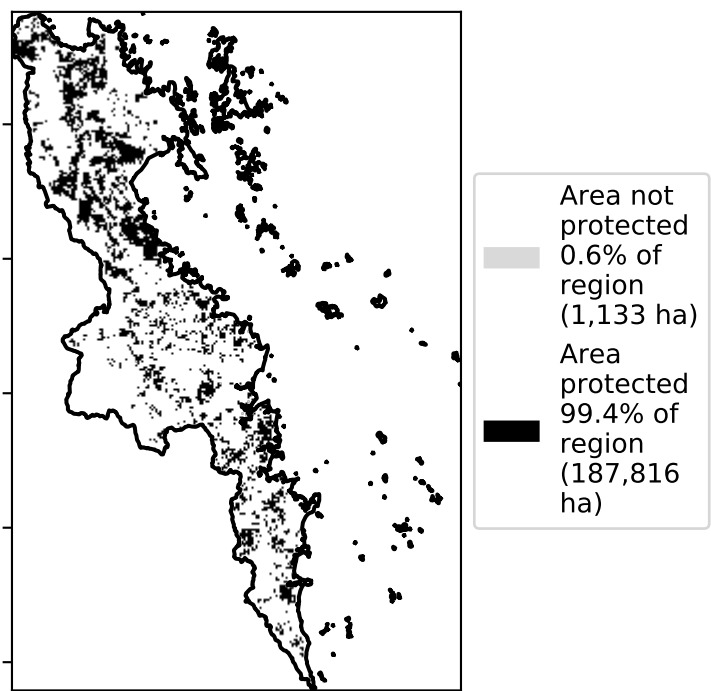 Area not
protected
0.6% of
region
(1,133 ha)
Area
protected
99.4% of
region
(187,816
ha)